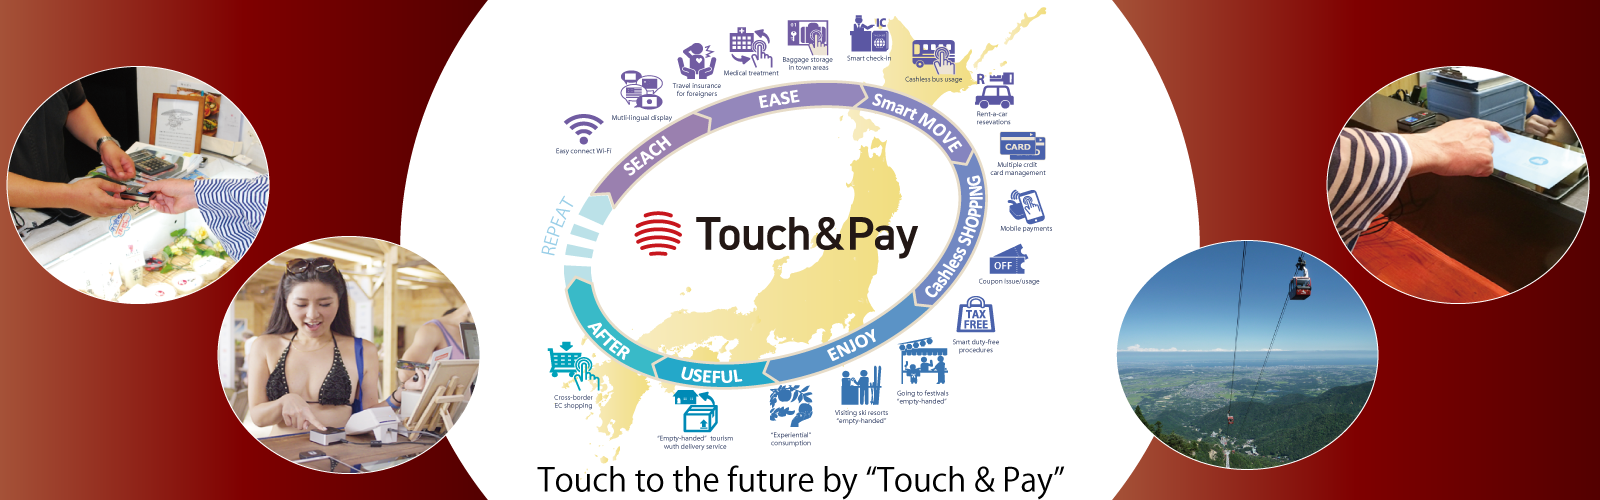 Easy connect Wi-Fi
Mutli-lingual display
Travel insurance
for foreigners
Medical treatment
Baggage storage
in town areas
Smart check-in
IC
Cashless bus usage
R
Rent-a-car
resevations
CARD
Multiple crdit
card management
Mobile payments
OFF
Coupon issue/usage
TAX
FREE
Smart duty-free
procedures
Going to festivals
"empty-handed"
Visiting ski resorts
"empty-handed"
"Experiential"
consumption
"Empty-handed" tourism
wuth delivery service
Cross-border
EC shopping
SEACH
EASE
Smart MOVE
Cashless SHOPPING
ENJOY
USEFUL
AFTER
REPEAT
Touch&Pay
Touch to the future by “Touch & Pay”